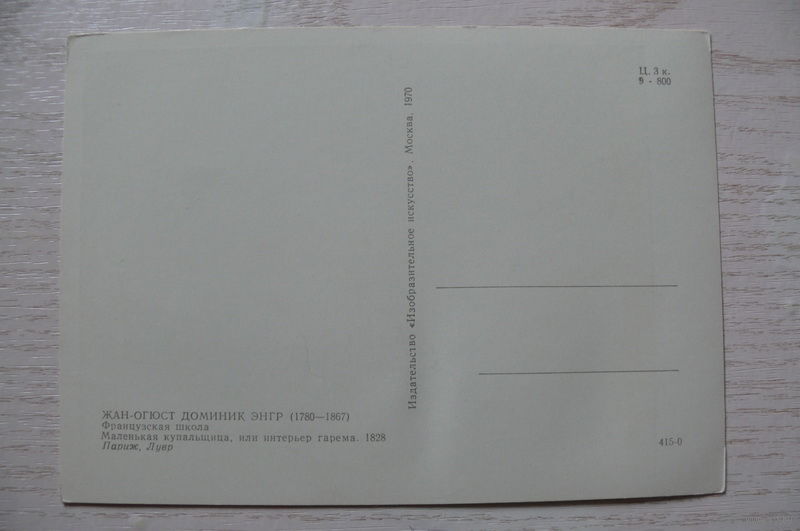 Ц. 3 к.
9 - 800
Издательство «Изобразительное искусство». Москва. 1970
ЖАН-ОГЮСТ ДОМИНИК ЭНГР (1780—1867)
Французская школа
Маленькая купальщица, или интерьер гарема. 1828
Париж, Лувр
415-0